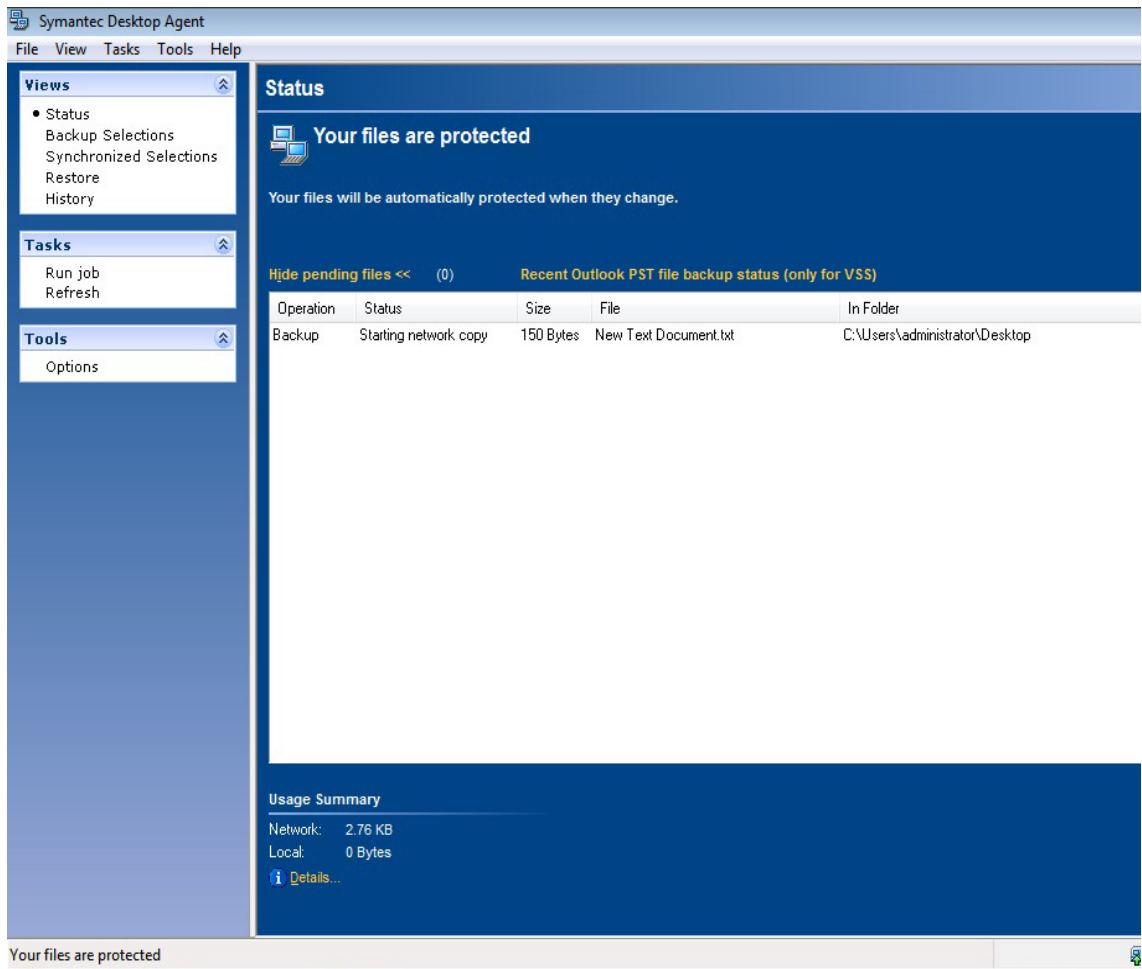 Symantec Desktop Agent
File View Tasks Tools Help
Views
Status
Backup Selections
Synchronized Selections
Restore
History
Tasks
Run job
Refresh
Tools
Options
Status
Your files are protected
Your files will be automatically protected when they change.
Hide pending files << (0) Recent Outlook PST file backup status (only for VSS)
Operation Status Size File In Folder
Backup Starting network copy 150 Bytes New Text Document.txt C:\Users\administrator\Desktop
Usage Summary
Network: 2.76 KB
Local: 0 Bytes
Details...
Your files are protected